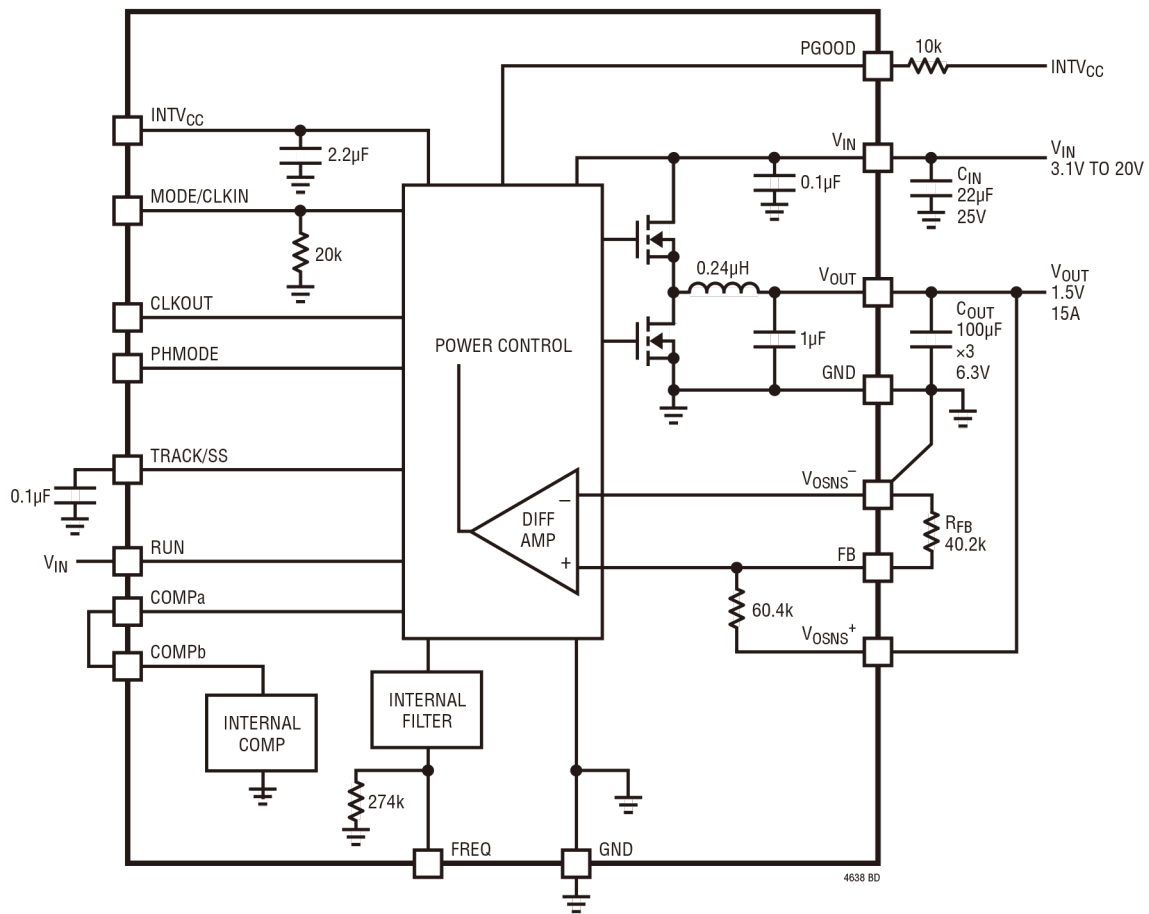 PGOOD
10k
INTVCC
INTVCC
2.2µF
VIN
0.1µF
VIN
3.1V TO 20V
CIN
22µF
25V
MODE/CLKIN
20k
0.24µH
VOUT
VOUT
1.5V
15A
CLKOUT
PHMODE
POWER CONTROL
1µF
COUT
100µF
×3
6.3V
GND
TRACK/SS
0.1µF
VOSNS–
–
DIFF
AMP
+
RFB
40.2k
RUN
VIN
FB
COMPa
60.4k
VOSNS+
COMPb
INTERNAL
COMP
INTERNAL
FILTER
274k
FREQ
GND
4638 BD